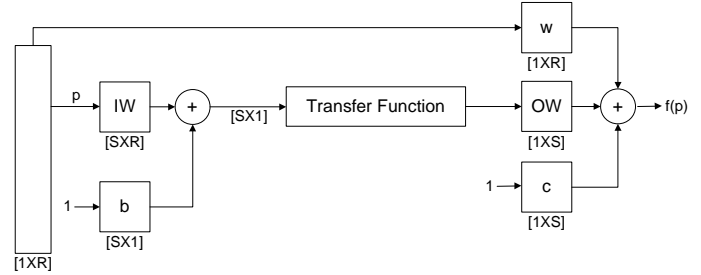 w
[1XR]
p
IW
[SXR]
+
[SX1]
Transfer Function
OW
[1XS]
+
f(p)
1
b
[SX1]
1
c
[1XS]
[1XR]